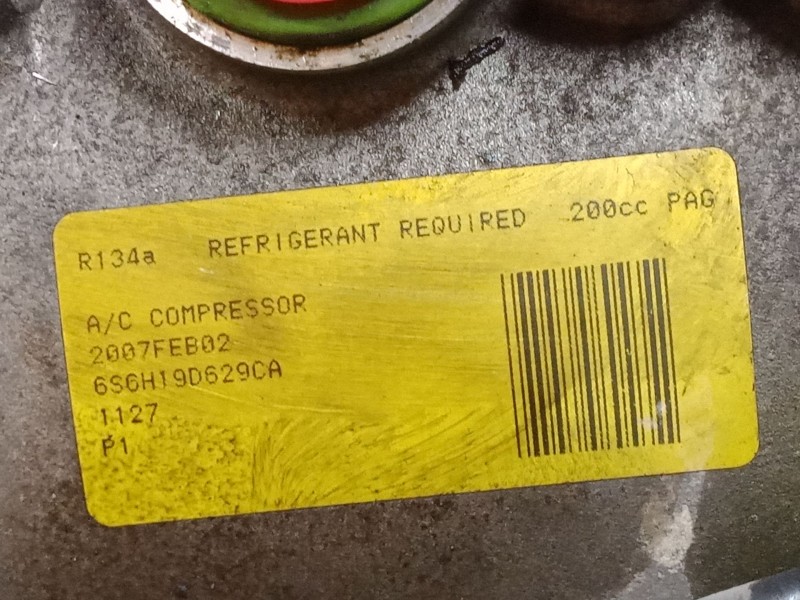 R134a REFRIGERANT REQUIRED 200cc PAG
A/C COMPRESSOR
2007FEB02
6S6H19D629CA
1127
P1